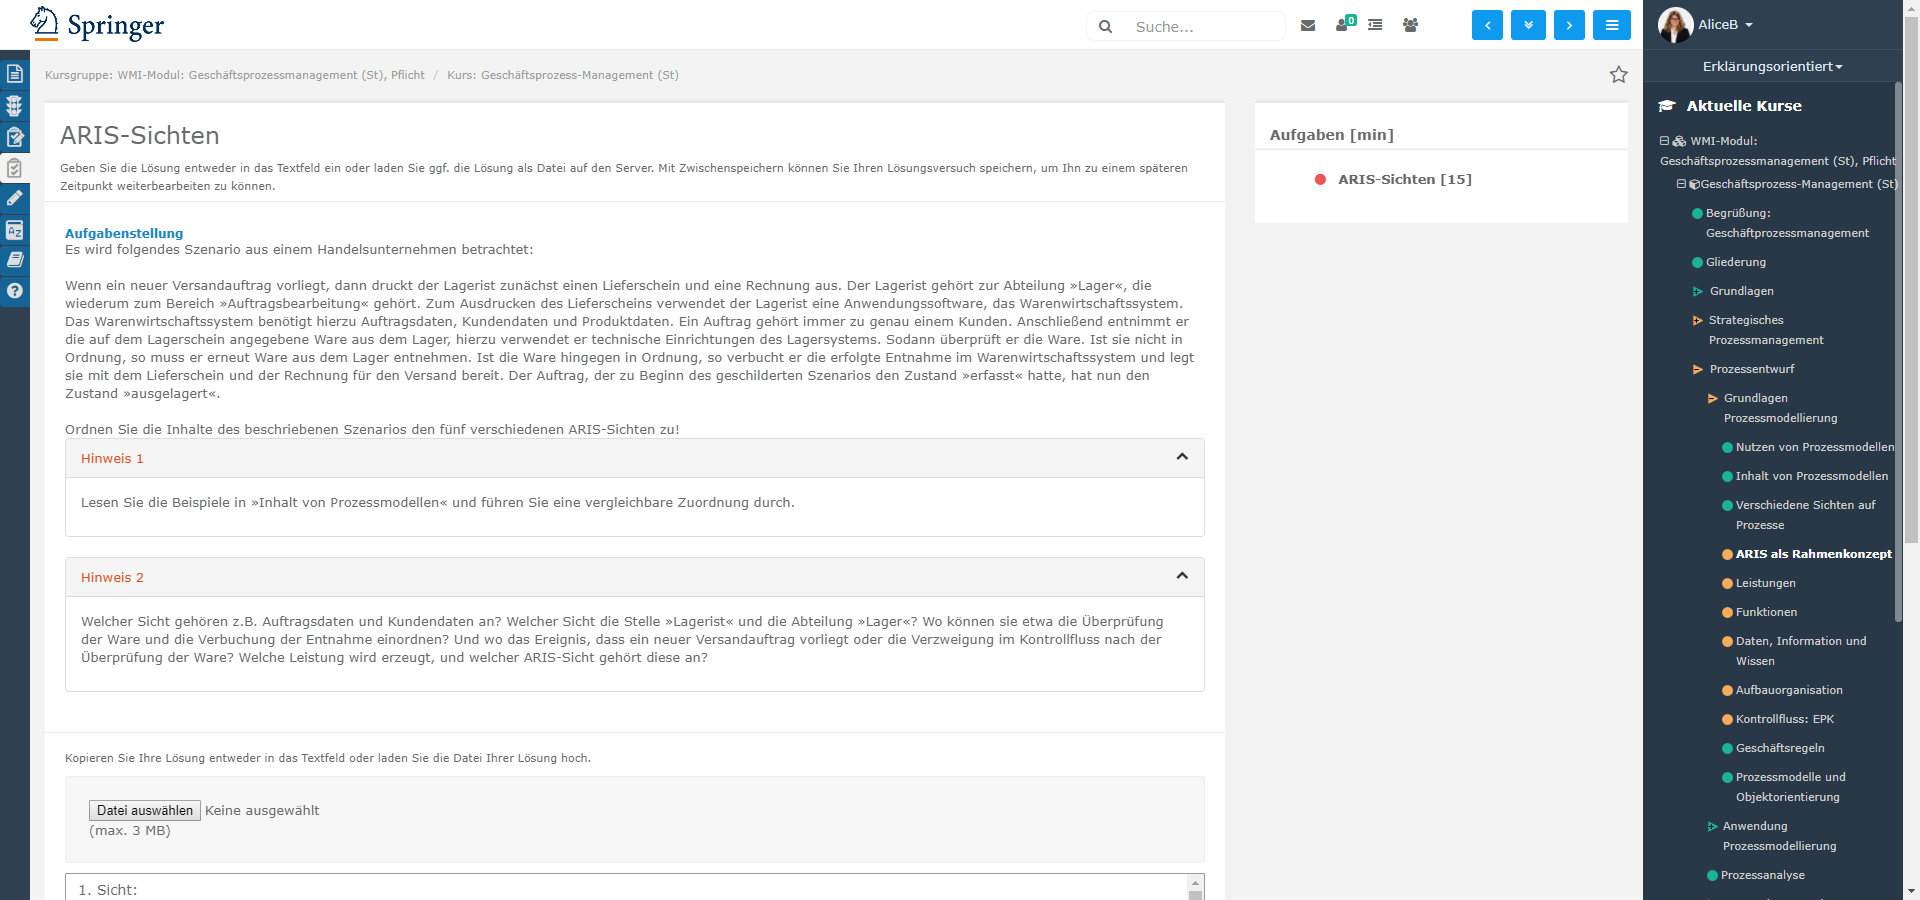 Springer
Suche...
0
AliceB
Erklärungsorientiert
Kursgruppe: WMI-Modul: Geschäftsprozessmanagement (St), Pflicht / Kurs: Geschäftsprozess-Management (St)
ARIS-Sichten
Geben Sie die Lösung entweder in das Textfeld ein oder laden Sie ggf. die Lösung als Datei auf den Server. Mit Zwischenspeichern können Sie Ihren Lösungsversuch speichern, um Ihn zu einem späteren
Zeitpunkt weiterbearbeiten zu können.
Aufgabenstellung
Es wird folgendes Szenario aus einem Handelsunternehmen betrachtet:
Wenn ein neuer Versandauftrag vorliegt, dann druckt der Lagerist zunächst einen Lieferschein und eine Rechnung aus. Der Lagerist gehört zur Abteilung »Lager«, die
wiederum zum Bereich »Auftragsbearbeitung« gehört. Zum Ausdrucken des Lieferscheins verwendet der Lagerist eine Anwendungssoftware, das Warenwirtschaftssystem.
Das Warenwirtschaftssystem benötigt hierzu Auftragsdaten, Kundendaten und Produktdaten. Ein Auftrag gehört immer zu genau einem Kunden. Anschließend entnimmt er
die auf dem Lagerschein angegebene Ware aus dem Lager, hierzu verwendet er technische Einrichtungen des Lagersystems. Sodann überprüft er die Ware. Ist sie nicht in
Ordnung, so muss er erneut Ware aus dem Lager entnehmen. Ist die Ware hingegen in Ordnung, so verbucht er die erfolgte Entnahme im Warenwirtschaftssystem und legt
sie mit dem Lieferschein und der Rechnung für den Versand bereit. Der Auftrag, der zu Beginn des geschilderten Szenarios den Zustand »erfasst« hatte, hat nun den
Zustand »ausgelagert«.
Ordnen Sie die Inhalte des beschriebenen Szenarios den fünf verschiedenen ARIS-Sichten zu!
Hinweis 1
Lesen Sie die Beispiele in »Inhalt von Prozessmodellen« und führen Sie eine vergleichbare Zuordnung durch.
Hinweis 2
Welcher Sicht gehören z.B. Auftragsdaten und Kundendaten an? Welcher Sicht die Stelle »Lagerist« und die Abteilung »Lager«? Wo können sie etwa die Überprüfung
der Ware und die Verbuchung der Entnahme einordnen? Und wo das Ereignis, dass ein neuer Versandauftrag vorliegt oder die Verzweigung im Kontrollfluss nach der
Überprüfung der Ware? Welche Leistung wird erzeugt, und welcher ARIS-Sicht gehört diese an?
Kopieren Sie Ihre Lösung entweder in das Textfeld oder laden Sie die Datei Ihrer Lösung hoch.
Datei auswählen Keine ausgewählt
(max. 3 MB)
1. Sicht:
Aufgaben [min]
ARIS-Sichten [15]
Aktuelle Kurse
WMI-Modul:
Geschäftsprozessmanagement (St), Pflicht
Geschäftsprozess-Management (St)
Begrüßung:
Geschäftprozessmanagement
Gliederung
Grundlagen
Strategisches
Prozessmanagement
Prozessentwurf
Grundlagen
Prozessmodellierung
Nutzen von Prozessmodellen
Inhalt von Prozessmodellen
Verschiedene Sichten auf
Prozesse
ARIS als Rahmenkonzept
Leistungen
Funktionen
Daten, Information und
Wissen
Aufbauorganisation
Kontrollfluss: EPK
Geschäftsregeln
Prozessmodelle und
Objektorientierung
Anwendung
Prozessmodellierung
Prozessanalyse